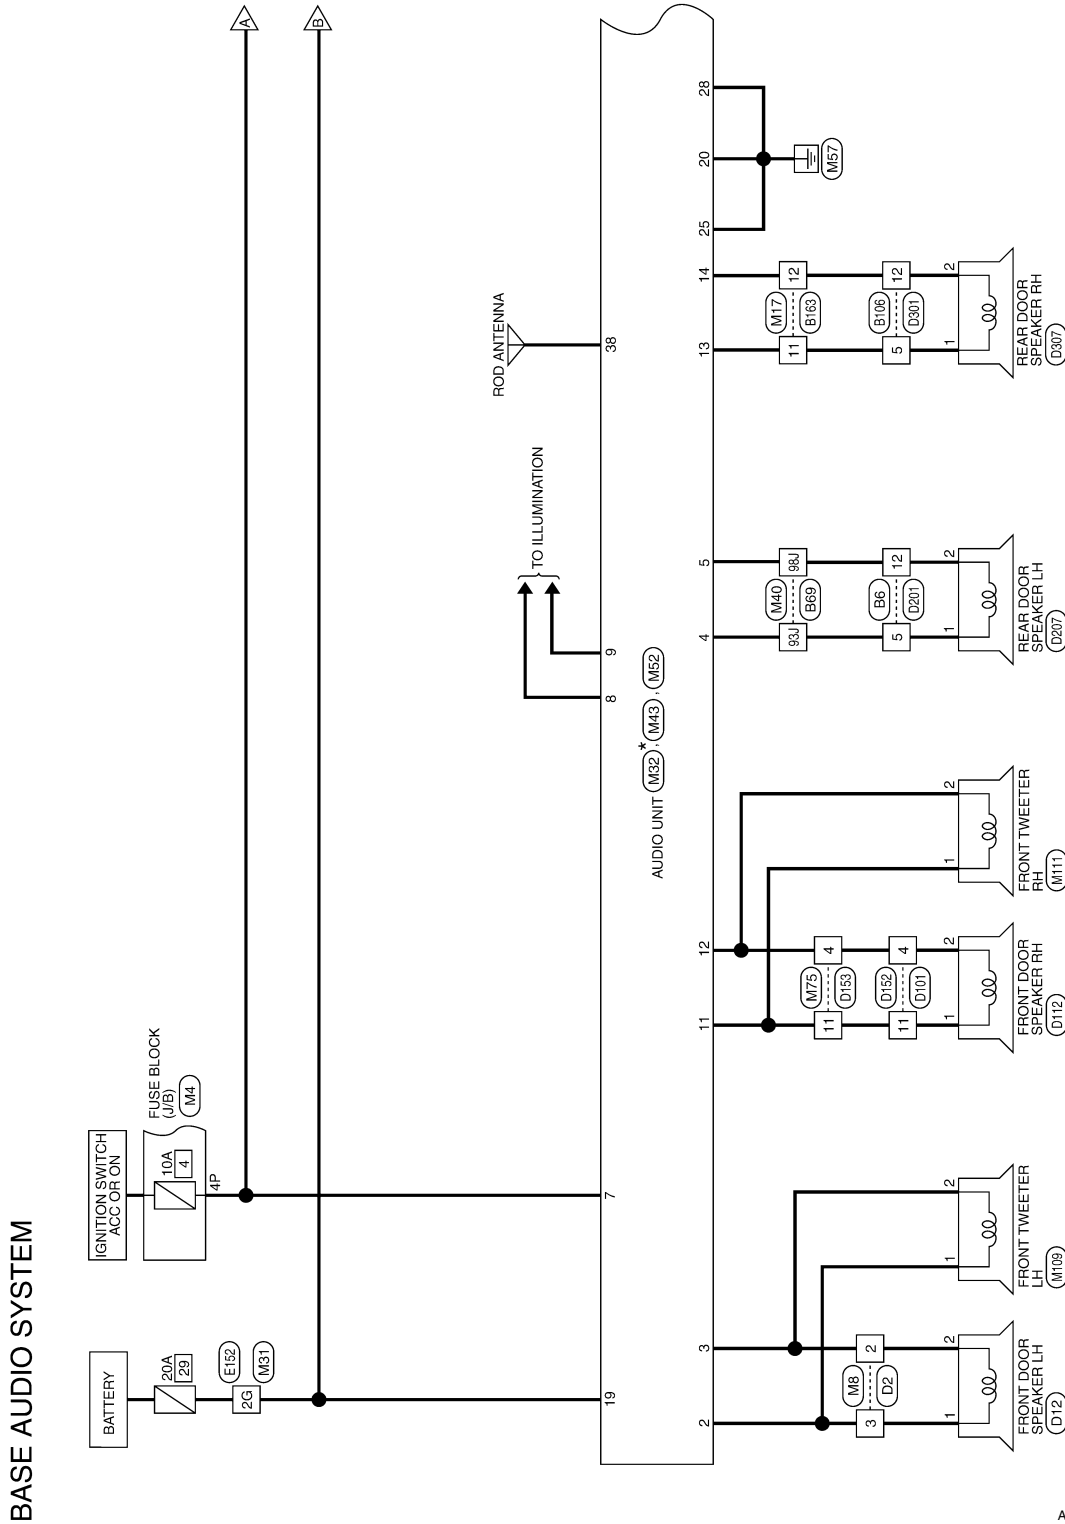 BASE AUDIO SYSTEM
BATTERY
20A
29
2G
E152
M31
IGNITION SWITCH
ACC OR ON
10A
4
4P
FUSE BLOCK
(J/B)
M4
A
B
19
7
8
9
TO ILLUMINATION
ROD ANTENNA
38
AUDIO UNIT M32 * , M43 , M52
2
3
11
12
4
5
13
14
25
20
28
M57
M8
D2
3
2
1
2
FRONT DOOR
SPEAKER LH
D12
1
2
FRONT TWEETER
LH
M109
M75
D153
11
4
D152
D101
11
4
1
2
FRONT DOOR
SPEAKER RH
D112
1
2
FRONT TWEETER
RH
M111
M40
B69
93J
98J
B6
D201
5
12
1
2
REAR DOOR
SPEAKER LH
D207
M17
B163
11
12
B106
D301
5
12
1
2
REAR DOOR
SPEAKER RH
D307
A